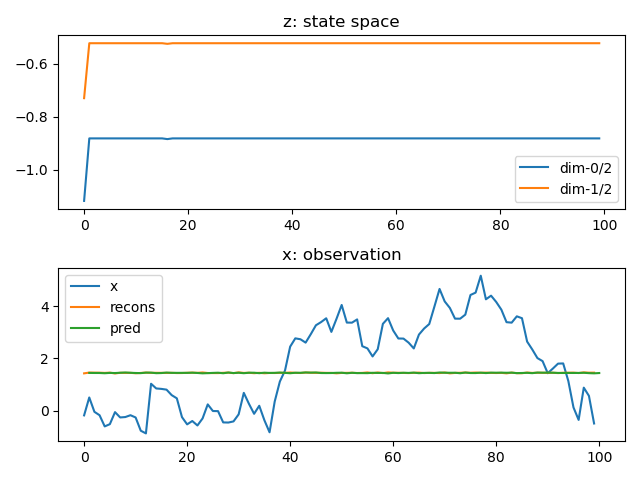 z: state space
−0.6
−0.8
−1.0
dim-0/2
dim-1/2
0 20 40 60 80 100
x: observation
x
recons
pred
4
2
0
0 20 40 60 80 100